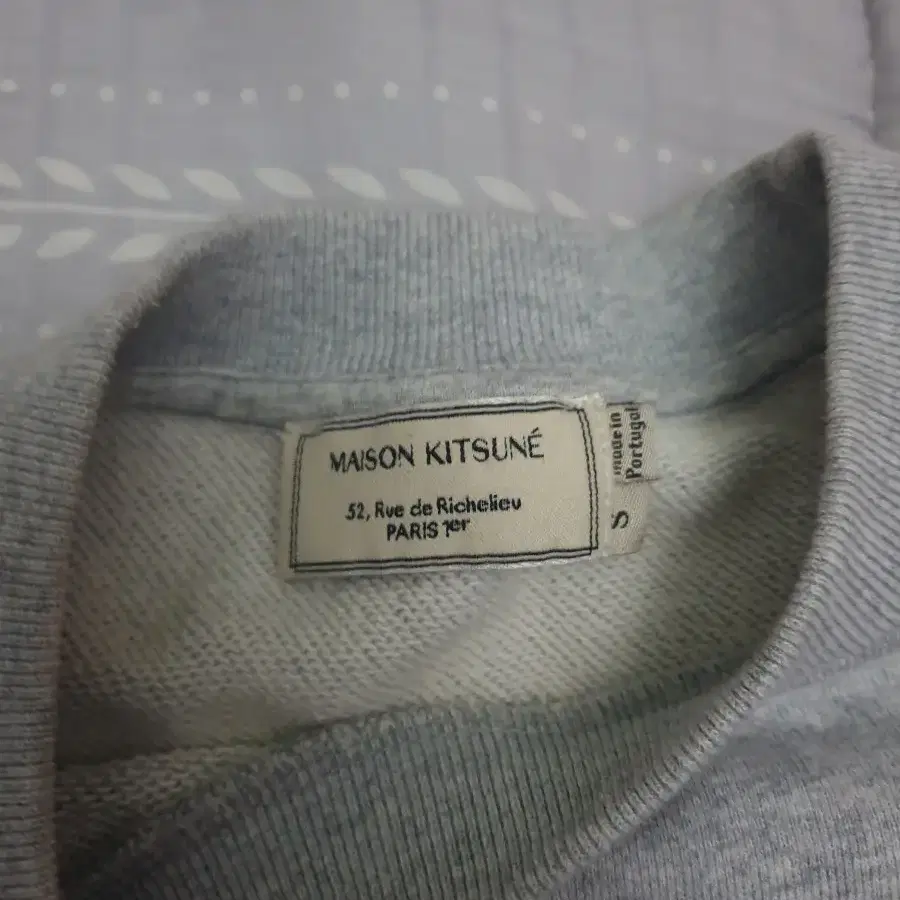 MAISON KITSUNÉ
52, Rue de Richelieu
PARIS 1er
made in
Portugal
S